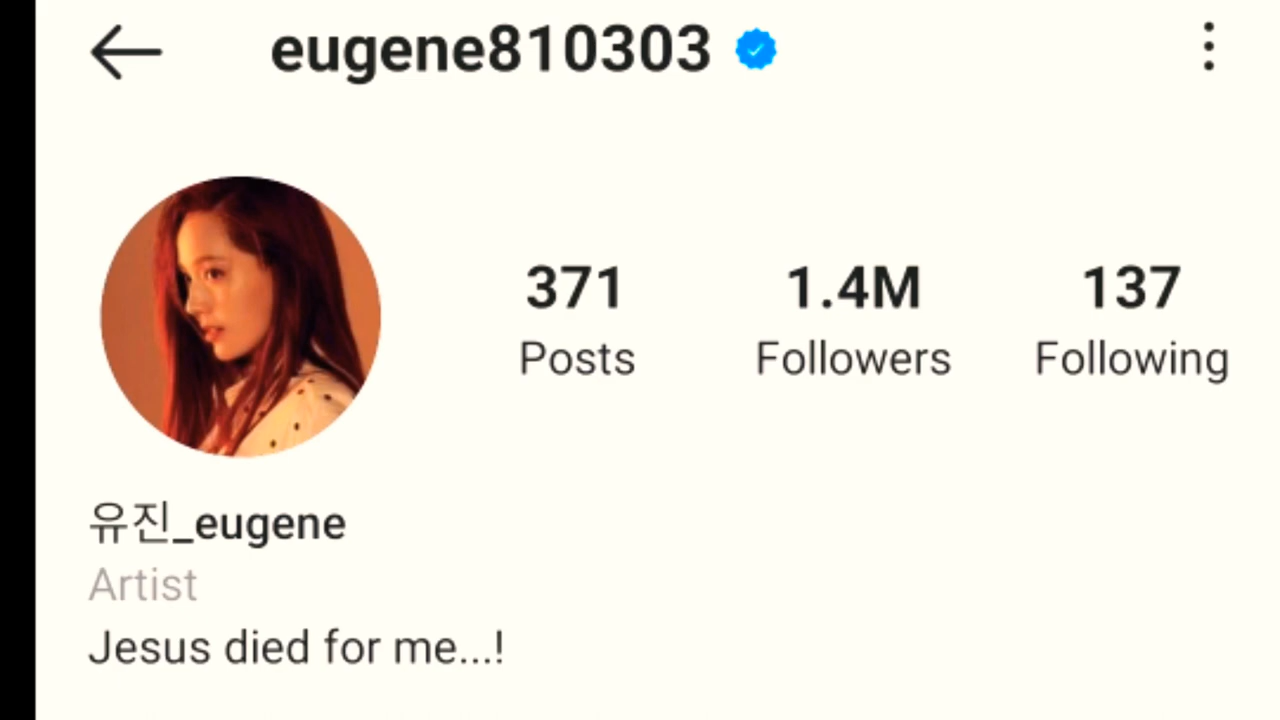 eugene810303
371 1.4M 137
Posts Followers Following
유진_eugene
Artist
Jesus died for me...!